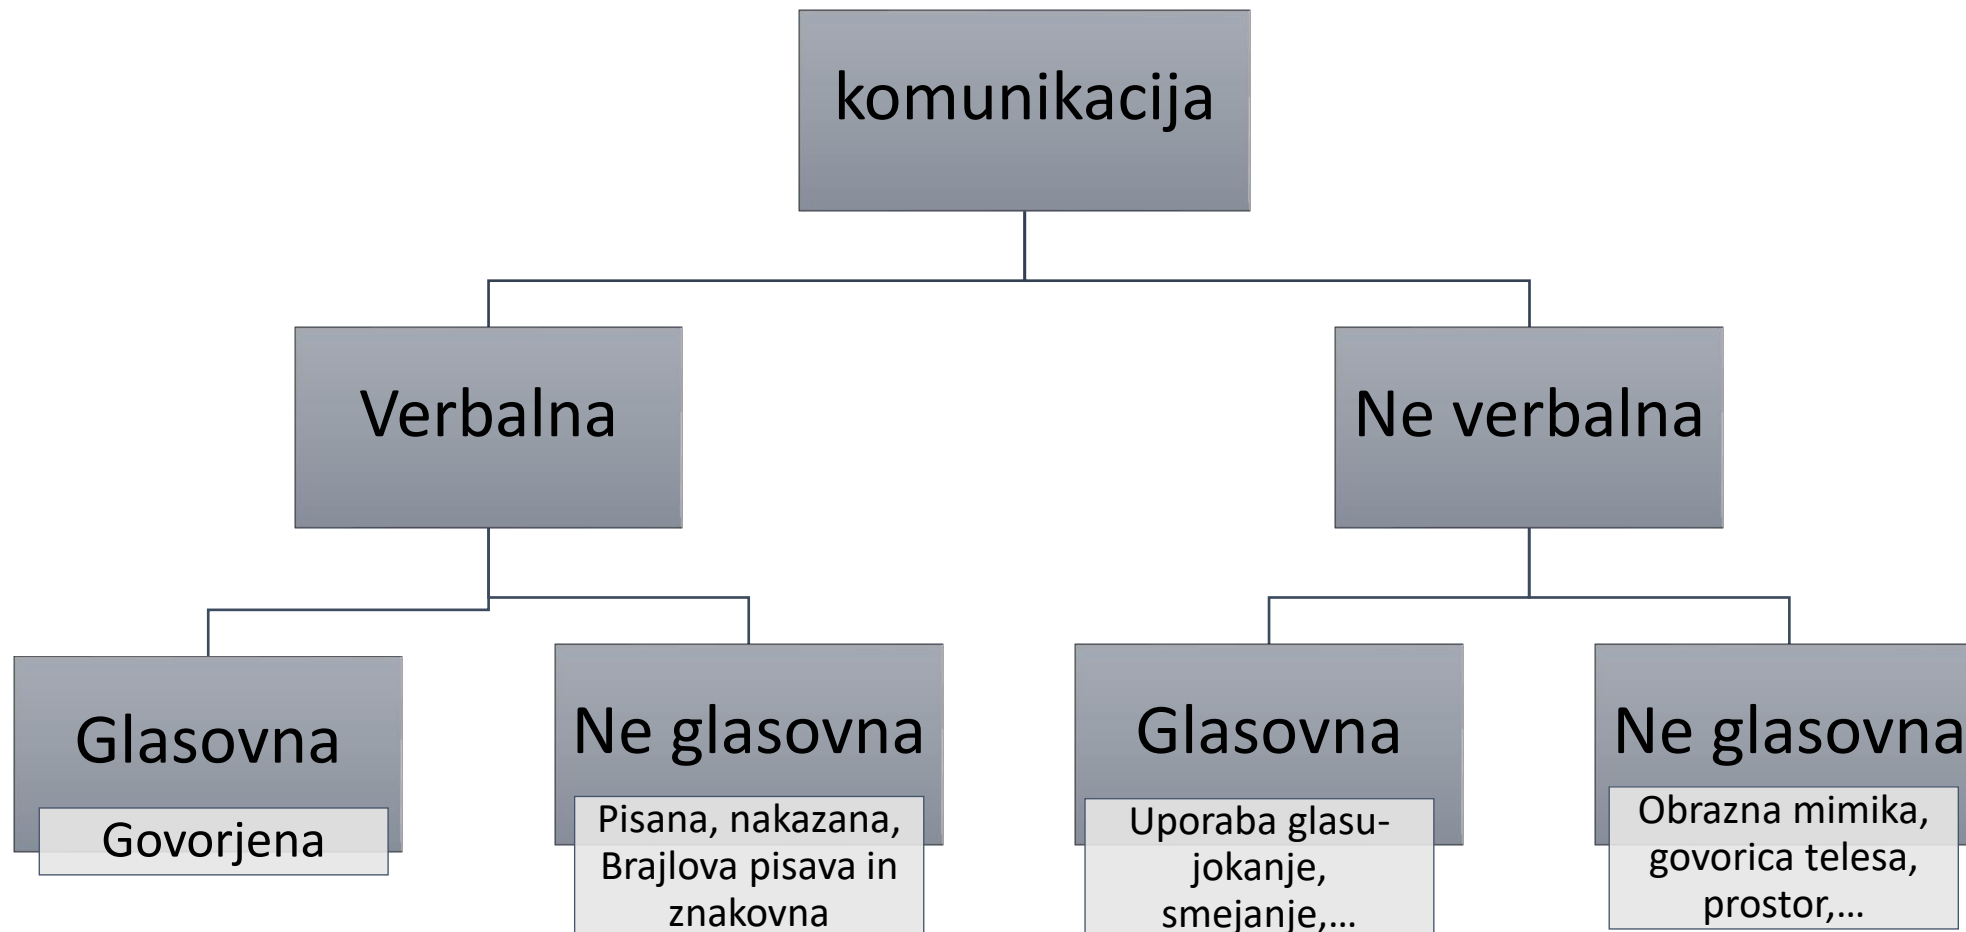 komunikacija
Verbalna
Ne verbalna
Glasovna
Govorjena
Ne glasovna
Pisana, nakazana,
Brajlova pisava in
znakovna
Glasovna
Uporaba glasu-
jokanje,
smejanje,...
Ne glasovna
Obrazna mimika,
govorica telesa,
prostor,...